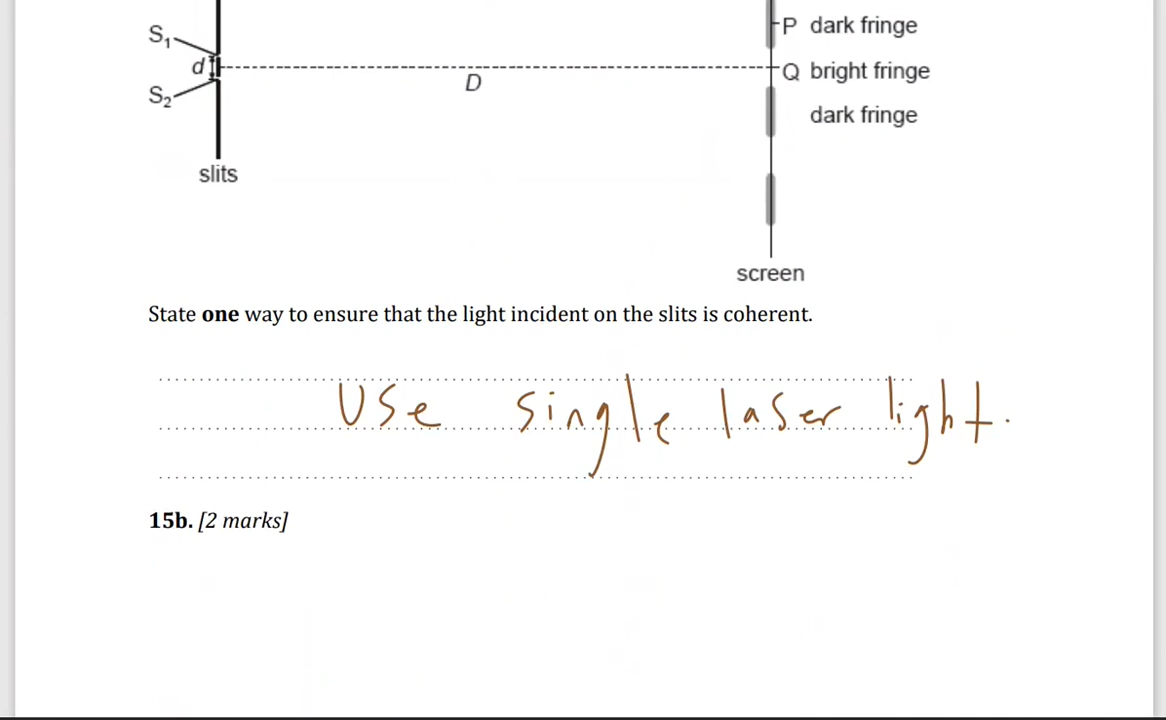 S1
P dark fringe
d
D
Q bright fringe
S2
dark fringe
slits
screen
State one way to ensure that the light incident on the slits is coherent.
Use single laser light.
15b. [2 marks]